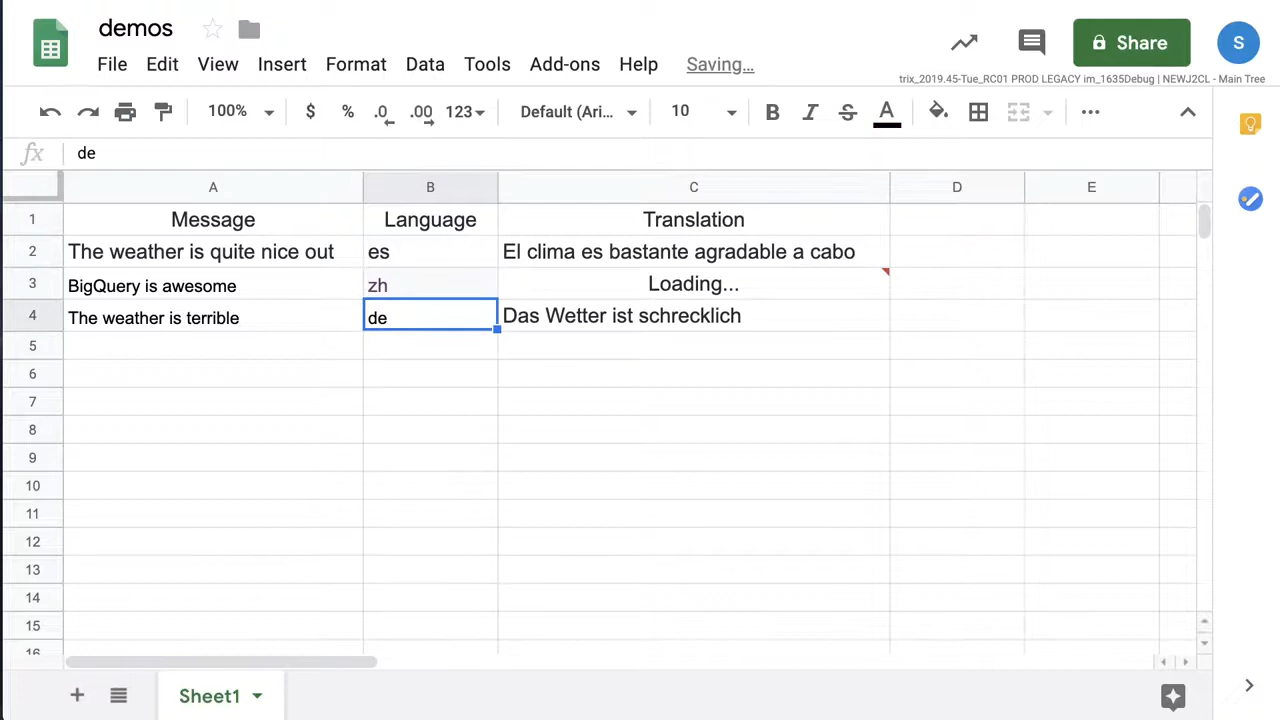 demos
File Edit View Insert Format Data Tools Add-ons Help Saving...
Share
S
trix_2019.45-Tue_RC01 PROD LEGACY im_1635Debug | NEWJ2CL - Main Tree
100% $ % .0 .00 123 Default (Ari... 10 B I S A
fx de
A B C D E
1 Message Language Translation
2 The weather is quite nice out es El clima es bastante agradable a cabo
3 BigQuery is awesome zh Loading...
4 The weather is terrible de Das Wetter ist schrecklich
5
6
7
8
9
10
11
12
13
14
15
16
Sheet1